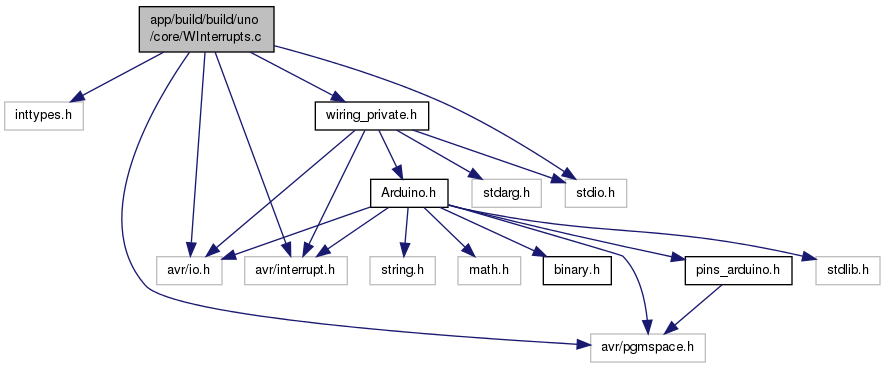 app/build/build/uno
/core/WInterrupts.c
inttypes.h
wiring_private.h
Arduino.h
stdarg.h
stdio.h
avr/io.h
avr/interrupt.h
string.h
math.h
binary.h
pins_arduino.h
stdlib.h
avr/pgmspace.h